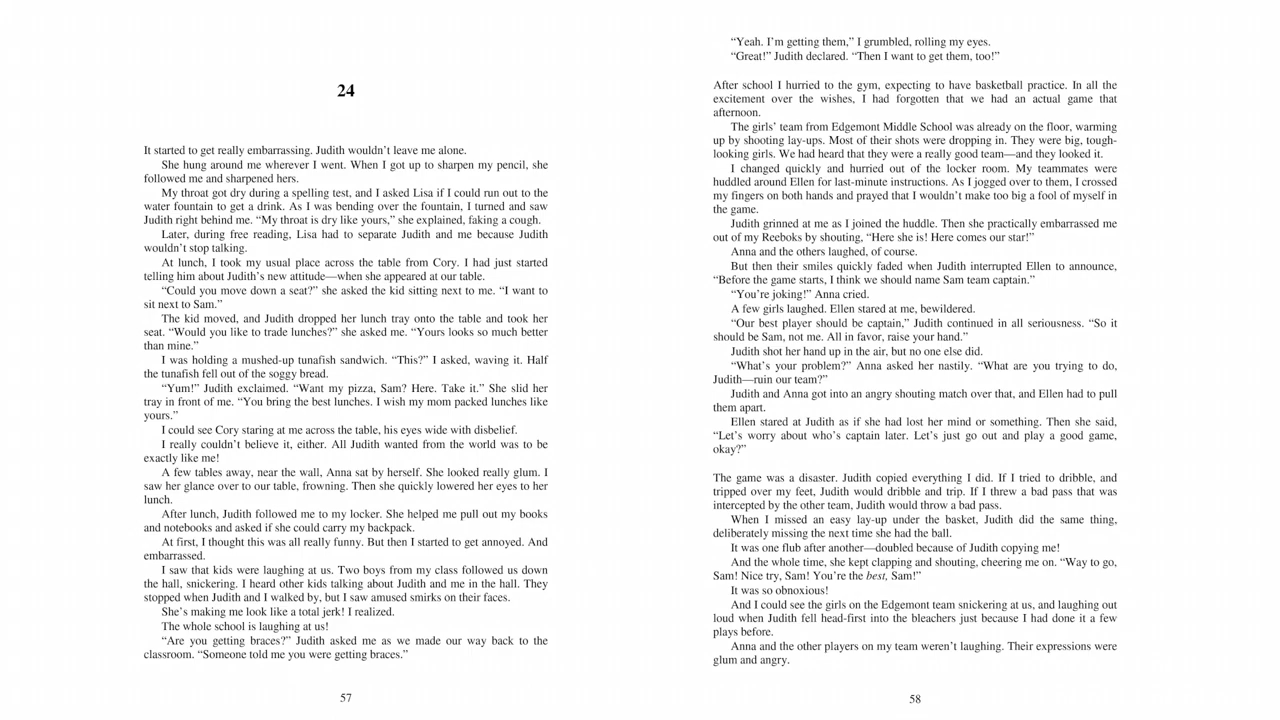 24
It started to get really embarrassing. Judith wouldn’t leave me alone.
She hung around me wherever I went. When I got up to sharpen my pencil, she
followed me and sharpened hers.
My throat got dry during a spelling test, and I asked Lisa if I could run out to the
water fountain to get a drink. As I was bending over the fountain, I turned and saw
Judith right behind me. “My throat is dry like yours,” she explained, faking a cough.
Later, during free reading, Lisa had to separate Judith and me because Judith
wouldn’t stop talking.
At lunch, I took my usual place across the table from Cory. I had just started
telling him about Judith’s new attitude—when she appeared at our table.
“Could you move down a seat?” she asked the kid sitting next to me. “I want to
sit next to Sam.”
The kid moved, and Judith dropped her lunch tray onto the table and took her
seat. “Would you like to trade lunches?” she asked me. “Yours looks so much better
than mine.”
I was holding a mushed-up tunafish sandwich. “This?” I asked, waving it. Half
the tunafish fell out of the soggy bread.
“Yum!” Judith exclaimed. “Want my pizza, Sam? Here. Take it.” She slid her
tray in front of me. “You bring the best lunches. I wish my mom packed lunches like
yours.”
I could see Cory staring at me across the table, his eyes wide with disbelief.
I really couldn’t believe it, either. All Judith wanted from the world was to be
exactly like me!
A few tables away, near the wall, Anna sat by herself. She looked really glum. I
saw her glance over to our table, frowning. Then she quickly lowered her eyes to her
lunch.
After lunch, Judith followed me to my locker. She helped me pull out my books
and notebooks and asked if she could carry my backpack.
At first, I thought this was all really funny. But then I started to get annoyed. And
embarrassed.
I saw that kids were laughing at us. Two boys from my class followed us down
the hall, snickering. I heard other kids talking about Judith and me in the hall. They
stopped when Judith and I walked by, but I saw amused smirks on their faces.
She’s making me look like a total jerk! I realized.
The whole school is laughing at us!
“Are you getting braces?” Judith asked me as we made our way back to the
classroom. “Someone told me you were getting braces.”
57
“Yeah. I’m getting them,” I grumbled, rolling my eyes.
“Great!” Judith declared. “Then I want to get them, too!”
After school I hurried to the gym, expecting to have basketball practice. In all the
excitement over the wishes, I had forgotten that we had an actual game that
afternoon.
The girls’ team from Edgemont Middle School was already on the floor, warming
up by shooting lay-ups. Most of their shots were dropping in. They were big, tough-
looking girls. We had heard that they were a really good team—and they looked it.
I changed quickly and hurried out of the locker room. My teammates were
huddled around Ellen for last-minute instructions. As I jogged over to them, I crossed
my fingers on both hands and prayed that I wouldn’t make too big a fool of myself in
the game.
Judith grinned at me as I joined the huddle. Then she practically embarrassed me
out of my Reeboks by shouting, “Here she is! Here comes our star!”
Anna and the others laughed, of course.
But then their smiles quickly faded when Judith interrupted Ellen to announce,
“Before the game starts, I think we should name Sam team captain.”
“You’re joking!” Anna cried.
A few girls laughed. Ellen stared at me, bewildered.
“Our best player should be captain,” Judith continued in all seriousness. “So it
should be Sam, not me. All in favor, raise your hand.”
Judith shot her hand up in the air, but no one else did.
“What’s your problem?” Anna asked her nastily. “What are you trying to do,
Judith—ruin our team?”
Judith and Anna got into an angry shouting match over that, and Ellen had to pull
them apart.
Ellen stared at Judith as if she had lost her mind or something. Then she said,
“Let’s worry about who’s captain later. Let’s just go out and play a good game,
okay?”
The game was a disaster. Judith copied everything I did. If I tried to dribble, and
tripped over my feet, Judith would dribble and trip. If I threw a bad pass that was
intercepted by the other team, Judith would throw a bad pass.
When I missed an easy lay-up under the basket, Judith did the same thing,
deliberately missing the next time she had the ball.
It was one flub after another—doubled because of Judith copying me!
And the whole time, she kept clapping and shouting, cheering me on. “Way to go,
Sam! Nice try, Sam! You’re the best, Sam!”
It was so obnoxious!
And I could see the girls on the Edgemont team snickering at us, and laughing out
loud when Judith fell head-first into the bleachers just because I had done it a few
plays before.
Anna and the other players on my team weren’t laughing. Their expressions were
glum and angry.
58